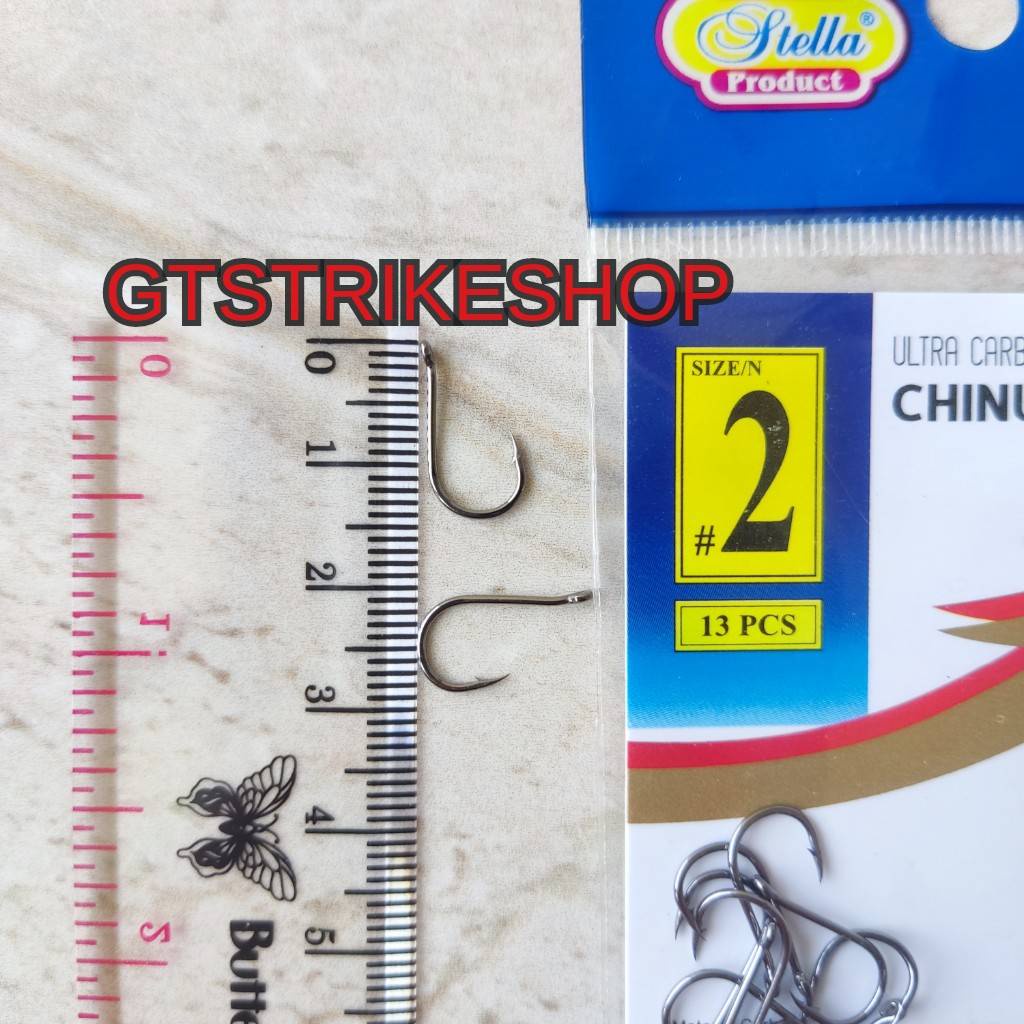 Stella®
Product
GTSTRIKESHOP
SIZE/N
#2
13 PCS
ULTRA CARB
CHINU
0
1
2
3
4
5
0
1
2
Butte